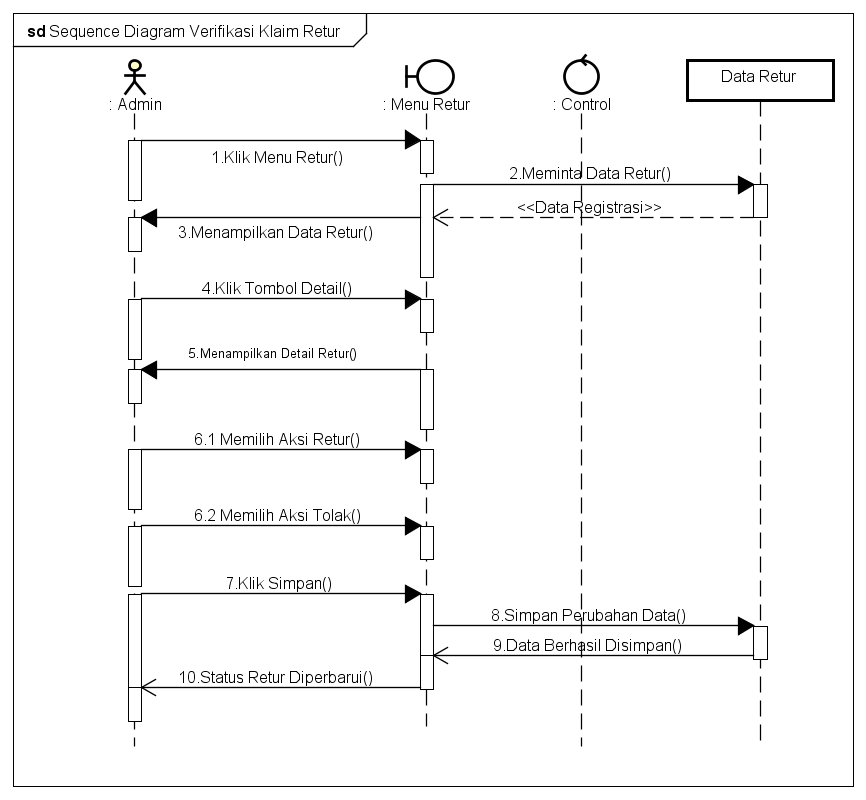 sd Sequence Diagram Verifikasi Klaim Retur
: Admin
: Menu Retur
: Control
Data Retur
1.Klik Menu Retur()
2.Meminta Data Retur()
<<Data Registrasi>>
3.Menampilkan Data Retur()
4.Klik Tombol Detail()
5.Menampilkan Detail Retur()
6.1 Memilih Aksi Retur()
6.2 Memilih Aksi Tolak()
7.Klik Simpan()
8.Simpan Perubahan Data()
9.Data Berhasil Disimpan()
10.Status Retur Diperbarui()